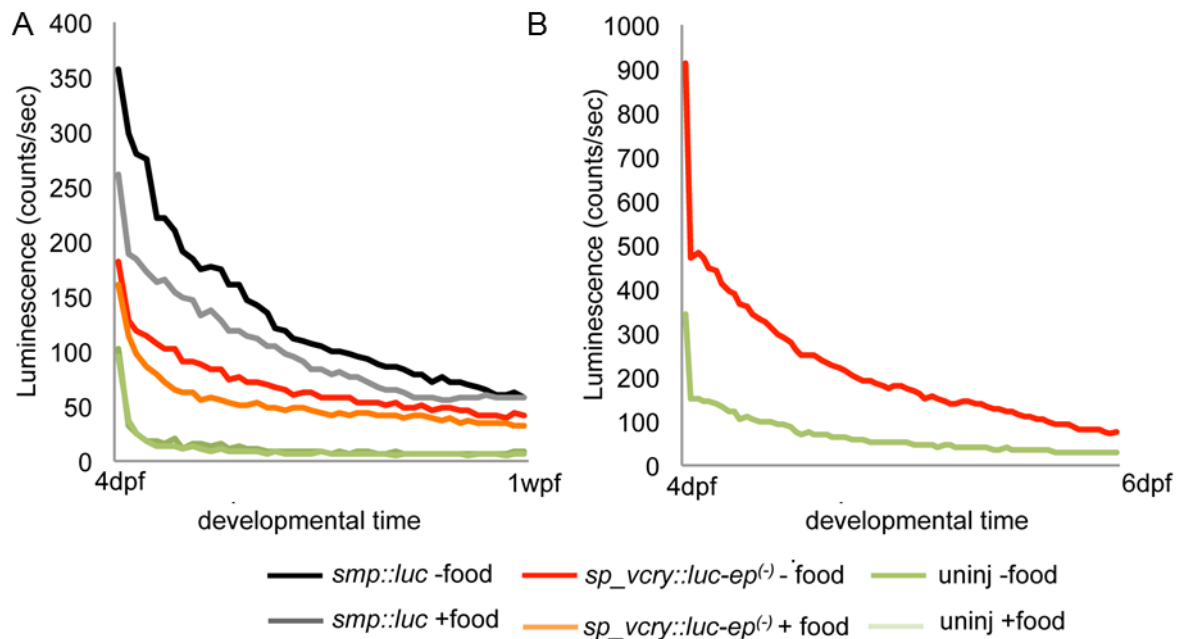 A
Luminescence (counts/sec)
400
350
300
250
200
150
100
50
0
4dpf
1wpf
developmental time
B
Luminescence (counts/sec)
1000
900
800
700
600
500
400
300
200
100
0
4dpf
6dpf
developmental time
smp::luc -food
sp_vcry::luc-ep(-) - food
uninj -food
smp::luc +food
sp_vcry::luc-ep(-) + food
uninj +food